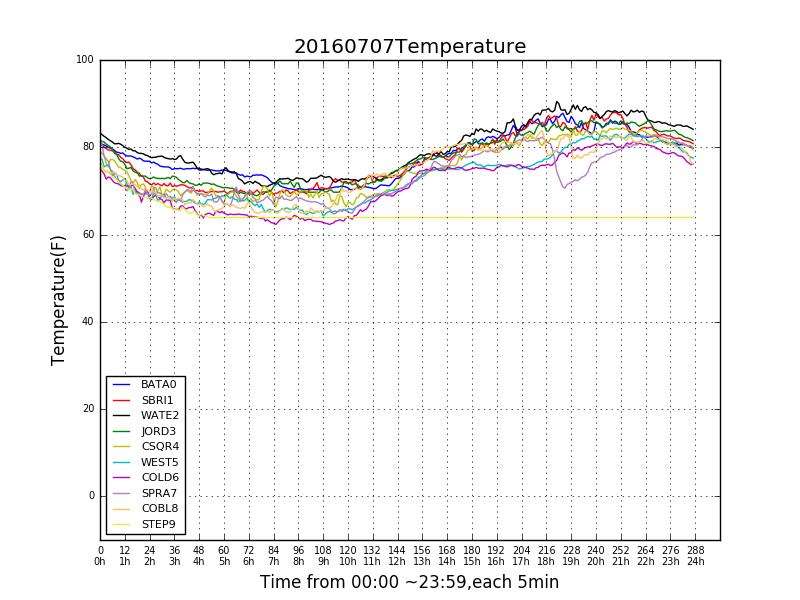 20160707Temperature
100
80
60
40
20
0
Temperature(F)
BATA0
SBRI1
WATE2
JORD3
CSQR4
WEST5
COLD6
SPRA7
COBL8
STEP9
0 12 24 36 48 60 72 84 96 108 120 132 144 156 168 180 192 204 216 228 240 252 264 276 288
0h 1h 2h 3h 4h 5h 6h 7h 8h 9h 10h 11h 12h 13h 14h 15h 16h 17h 18h 19h 20h 21h 22h 23h 24h
Time from 00:00 ~23:59,each 5min